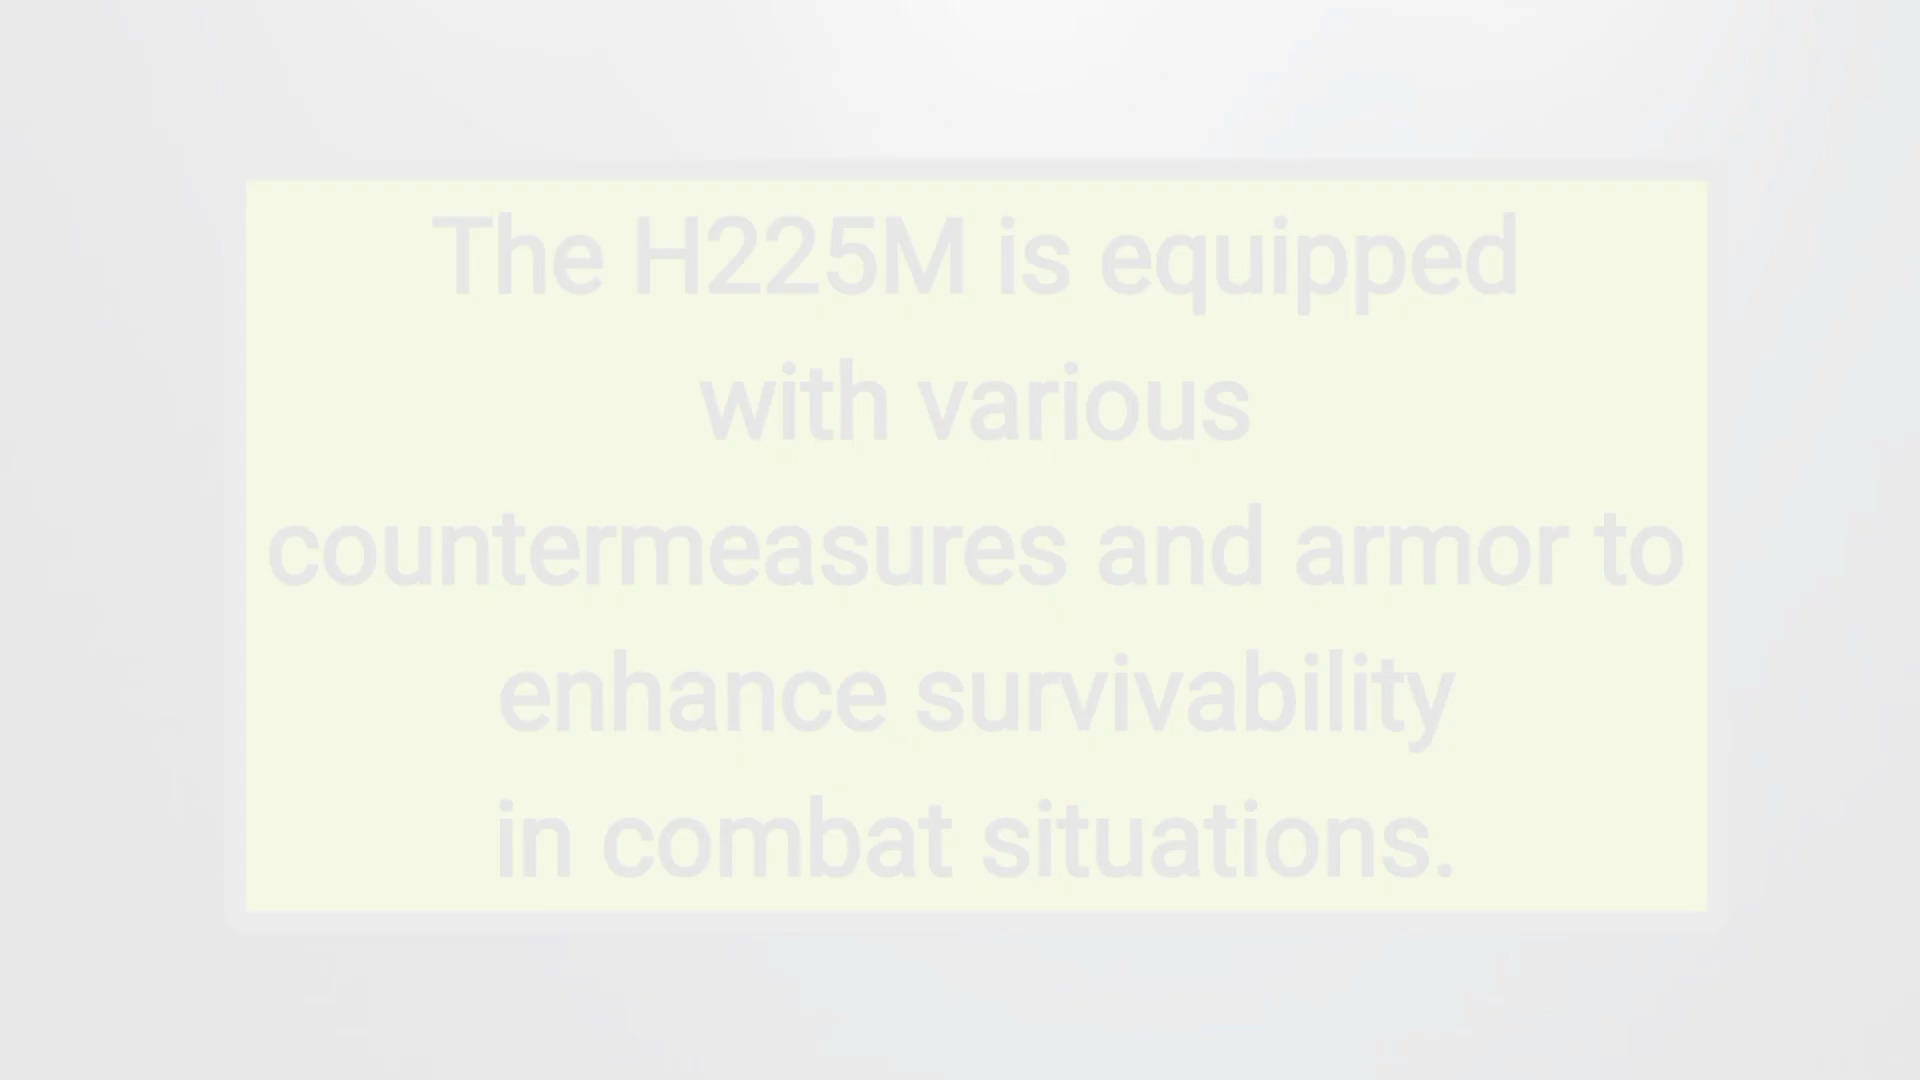 The H225M is equipped
with various
countermeasures and armor to
enhance survivability
in combat situations.